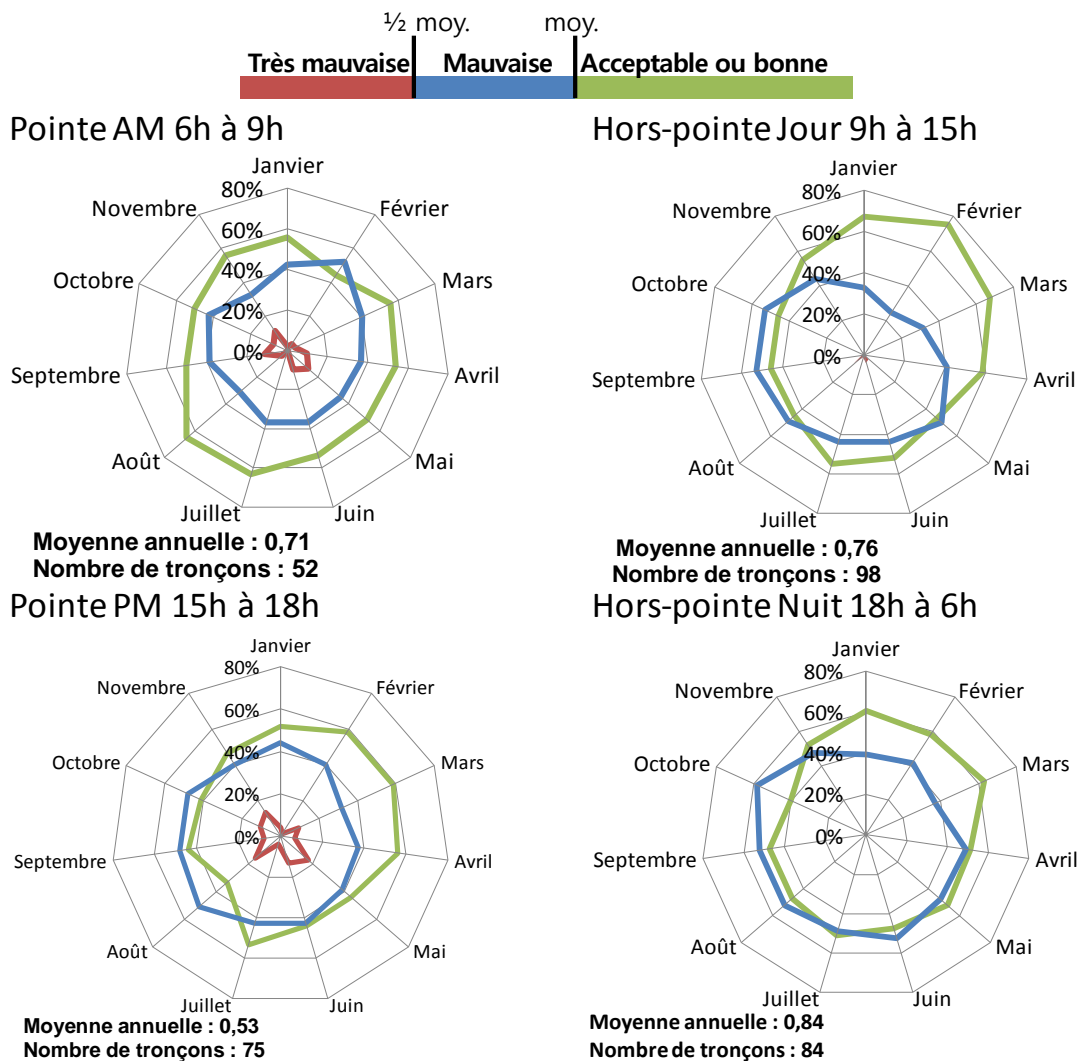 ½ moy. moy.
Très mauvaise Mauvaise Acceptable ou bonne
Pointe AM 6h à 9h
Janvier
80%
Février
Novembre
60%
Octobre
40%
Mars
20%
0%
Septembre
Avril
Août
Mai
Juillet
Juin
Moyenne annuelle : 0,71
Nombre de tronçons : 52
Hors-pointe Jour 9h à 15h
Janvier
80%
Février
Novembre
60%
Octobre
40%
Mars
20%
0%
Septembre
Avril
Août
Mai
Juillet
Juin
Moyenne annuelle : 0,76
Nombre de tronçons : 98
Pointe PM 15h à 18h
Janvier
80%
Février
Novembre
60%
Octobre
40%
Mars
20%
0%
Septembre
Avril
Août
Mai
Juillet
Juin
Moyenne annuelle : 0,53
Nombre de tronçons : 75
Hors-pointe Nuit 18h à 6h
Janvier
80%
Février
Novembre
60%
Octobre
40%
Mars
20%
0%
Septembre
Avril
Août
Mai
Juillet
Juin
Moyenne annuelle : 0,84
Nombre de tronçons : 84